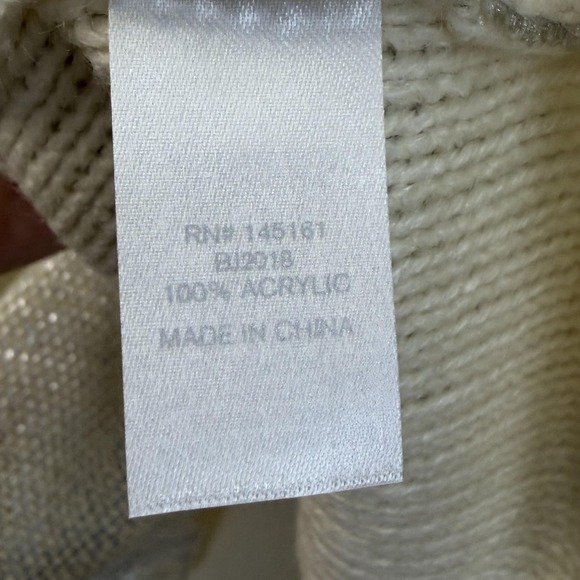 RN# 145161
BJ2018
100% ACRYLIC
MADE IN CHINA